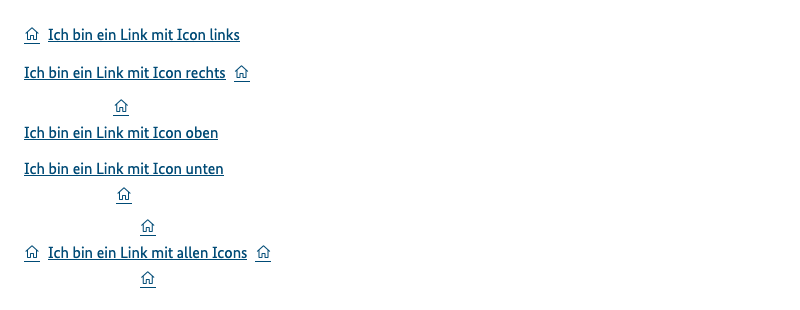 Ich bin ein Link mit Icon links
Ich bin ein Link mit Icon rechts
Ich bin ein Link mit Icon oben
Ich bin ein Link mit Icon unten
Ich bin ein Link mit allen Icons